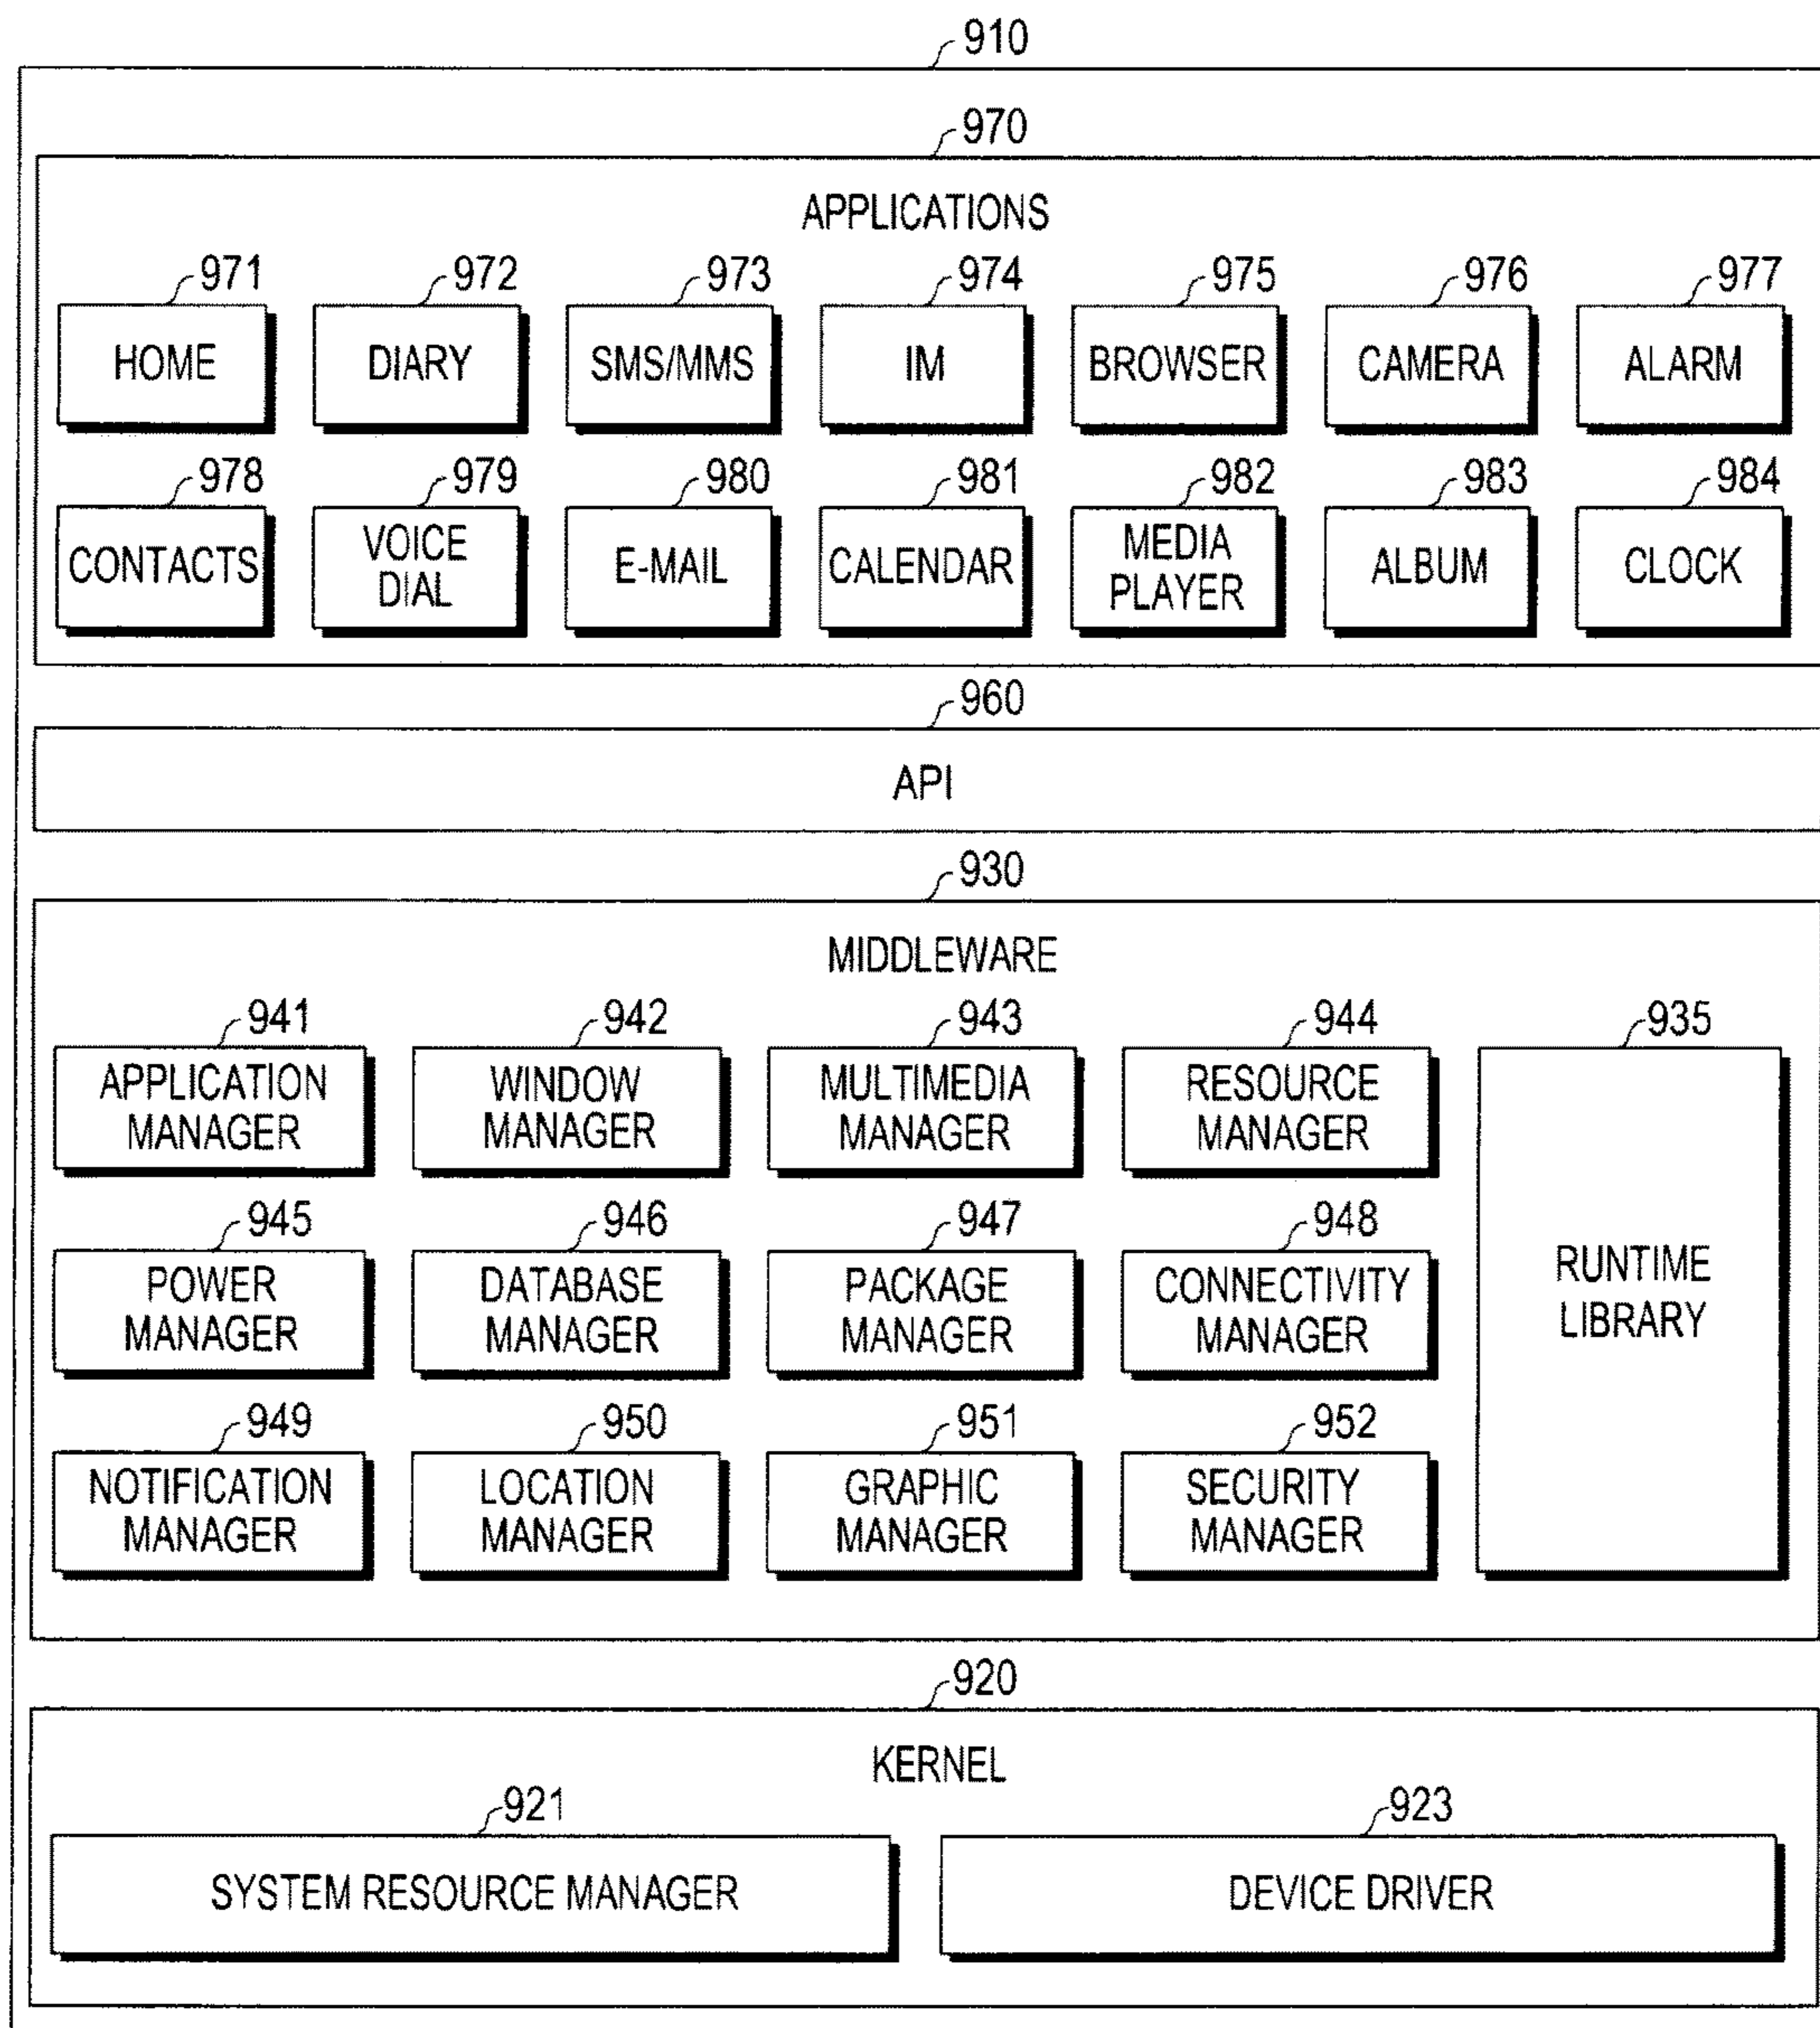 910
970
APPLICATIONS
971 972 973 974 975 976 977
HOME DIARY SMS/MMS IM BROWSER CAMERA ALARM
978 979 980 981 982 983 984
CONTACTS VOICE DIAL E-MAIL CALENDAR MEDIA PLAYER ALBUM CLOCK
960
API
930
MIDDLEWARE
941 942 943 944 935
APPLICATION MANAGER WINDOW MANAGER MULTIMEDIA MANAGER RESOURCE MANAGER
945 946 947 948
POWER MANAGER DATABASE MANAGER PACKAGE MANAGER CONNECTIVITY MANAGER RUNTIME LIBRARY
949 950 951 952
NOTIFICATION MANAGER LOCATION MANAGER GRAPHIC MANAGER SECURITY MANAGER
920
KERNEL
921 923
SYSTEM RESOURCE MANAGER DEVICE DRIVER